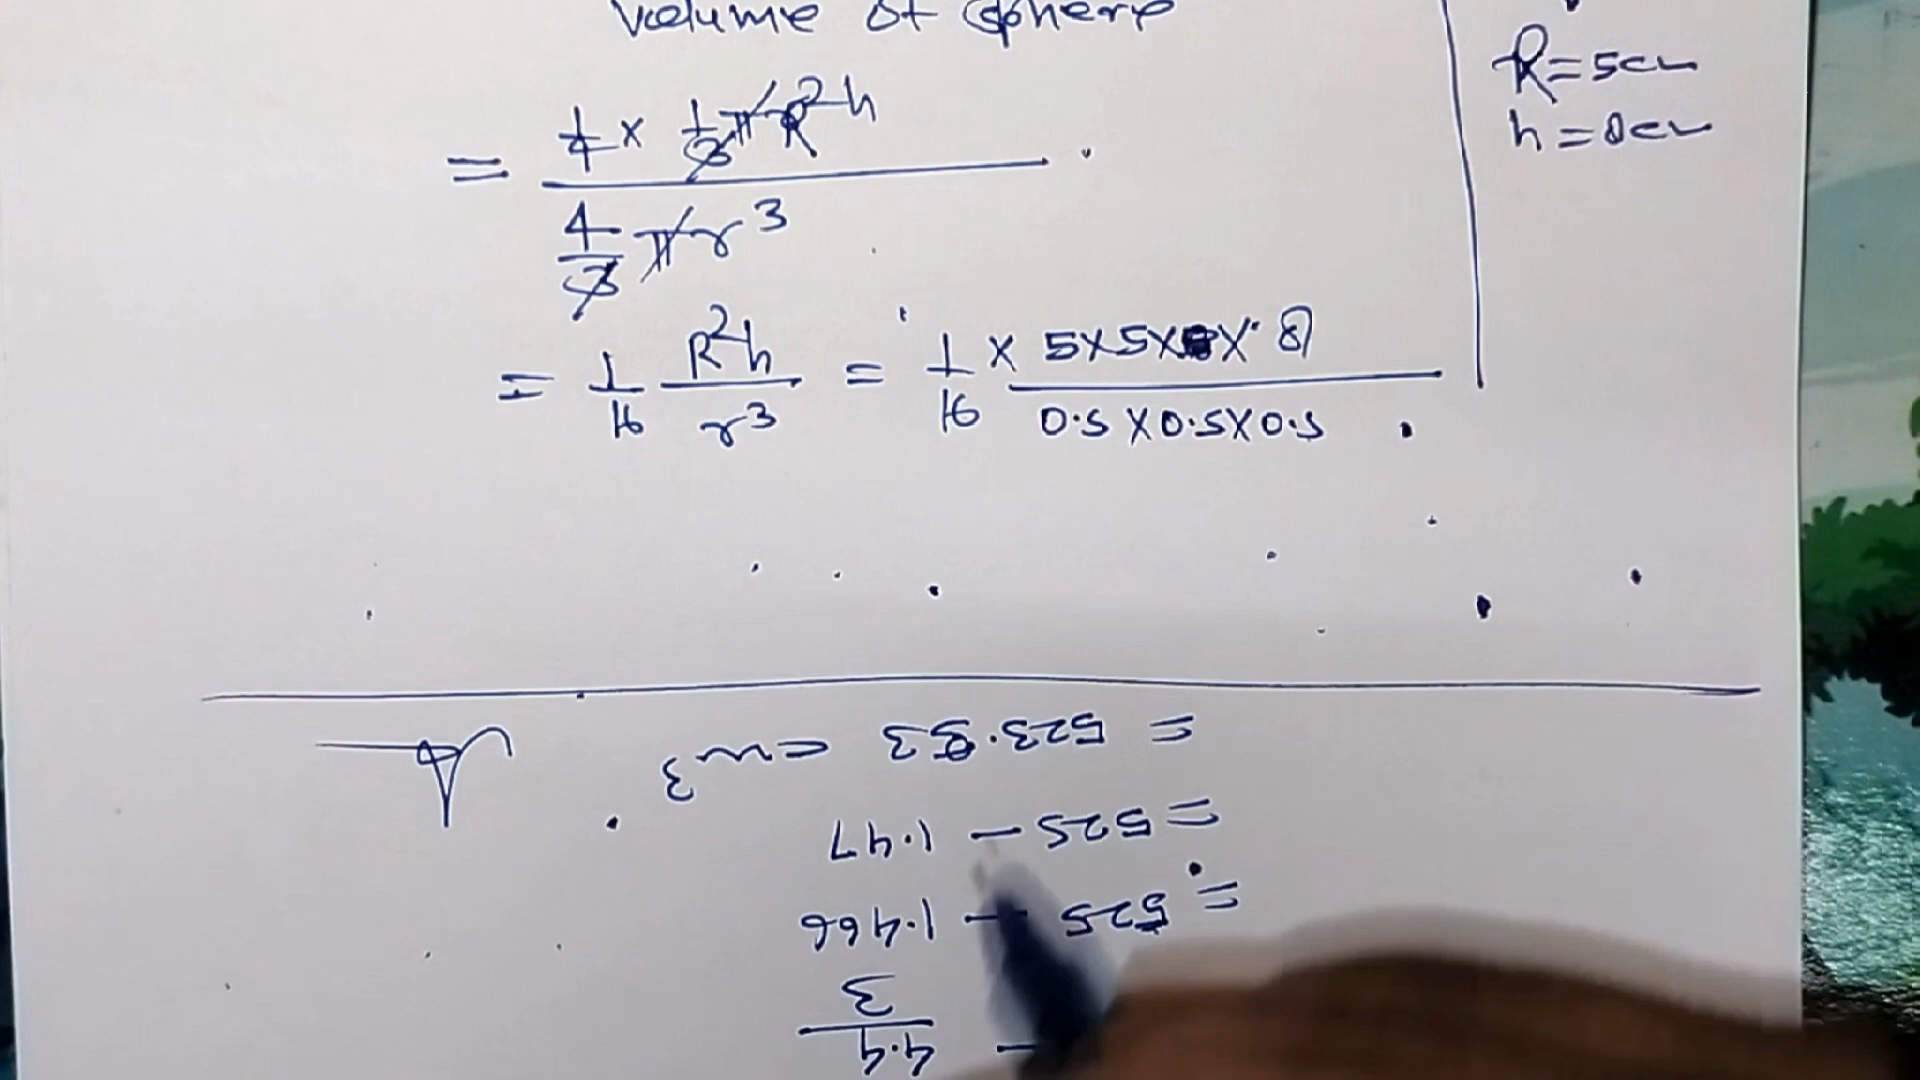 Volume of sphere
= 1/4 × 1/3 π R²h / 4/3 π r³
= 1/16 R²h / r³ = 1/16 × 5×5×8 / 0.5×0.5×0.5
R = 5cm
h = 8cm
4.4 / 3
= 525 - 1.466
= 525 - 1.47
= 523.53 cm³